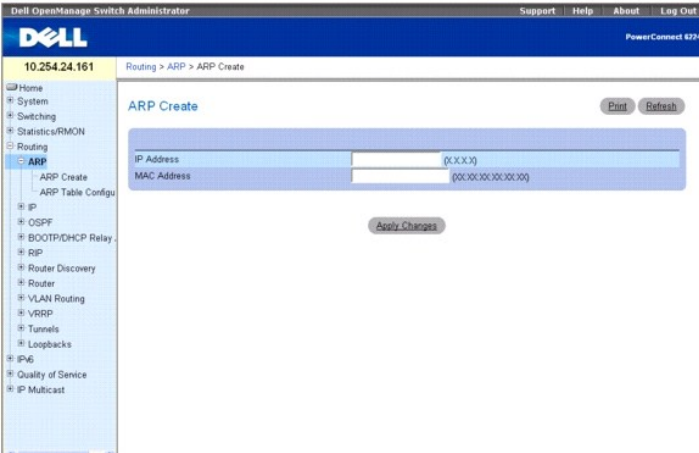 Dell OpenManage Switch Administrator
Support Help About Log Out
DELL
PowerConnect 6224
10.254.24.161
Routing > ARP > ARP Create
Home
System
Switching
Statistics/RMON
Routing
ARP
ARP Create
ARP Table Configu
IP
OSPF
BOOTP/DHCP Relay
RIP
Router Discovery
Router
VLAN Routing
VRRP
Tunnels
Loopbacks
IPv6
Quality of Service
IP Multicast
ARP Create
Print Refresh
IP Address (X.X.X.X)
MAC Address (XX:XX:XX:XX:XX:XX)
Apply Changes